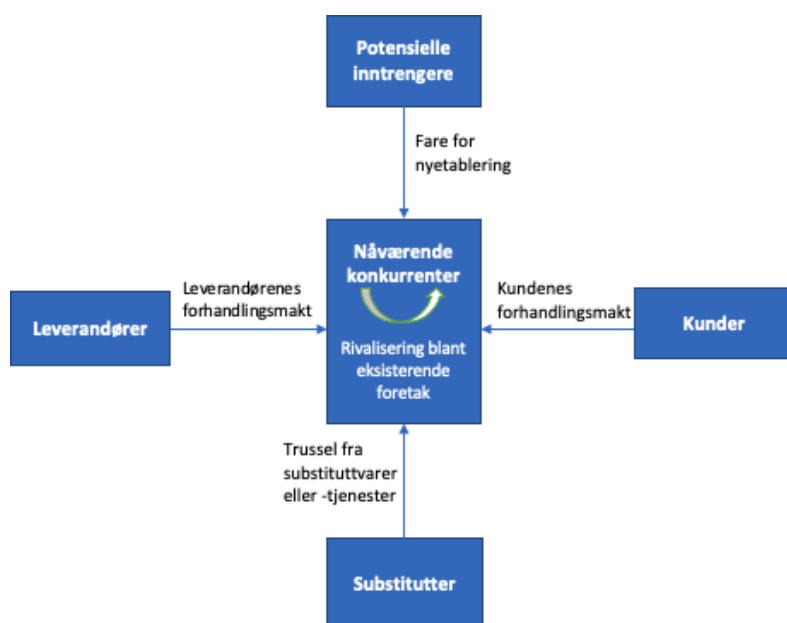 Potensielle
inntrengere
Fare for
nyetablering
Nåværende
konkurrenter
Rivalisering blant
eksisterende
foretak
Leverandørenes
forhandlingsmakt
Leverandører
Kundenes
forhandlingsmakt
Kunder
Trussel fra
substituttvarer
eller -tjenester
Substitutter